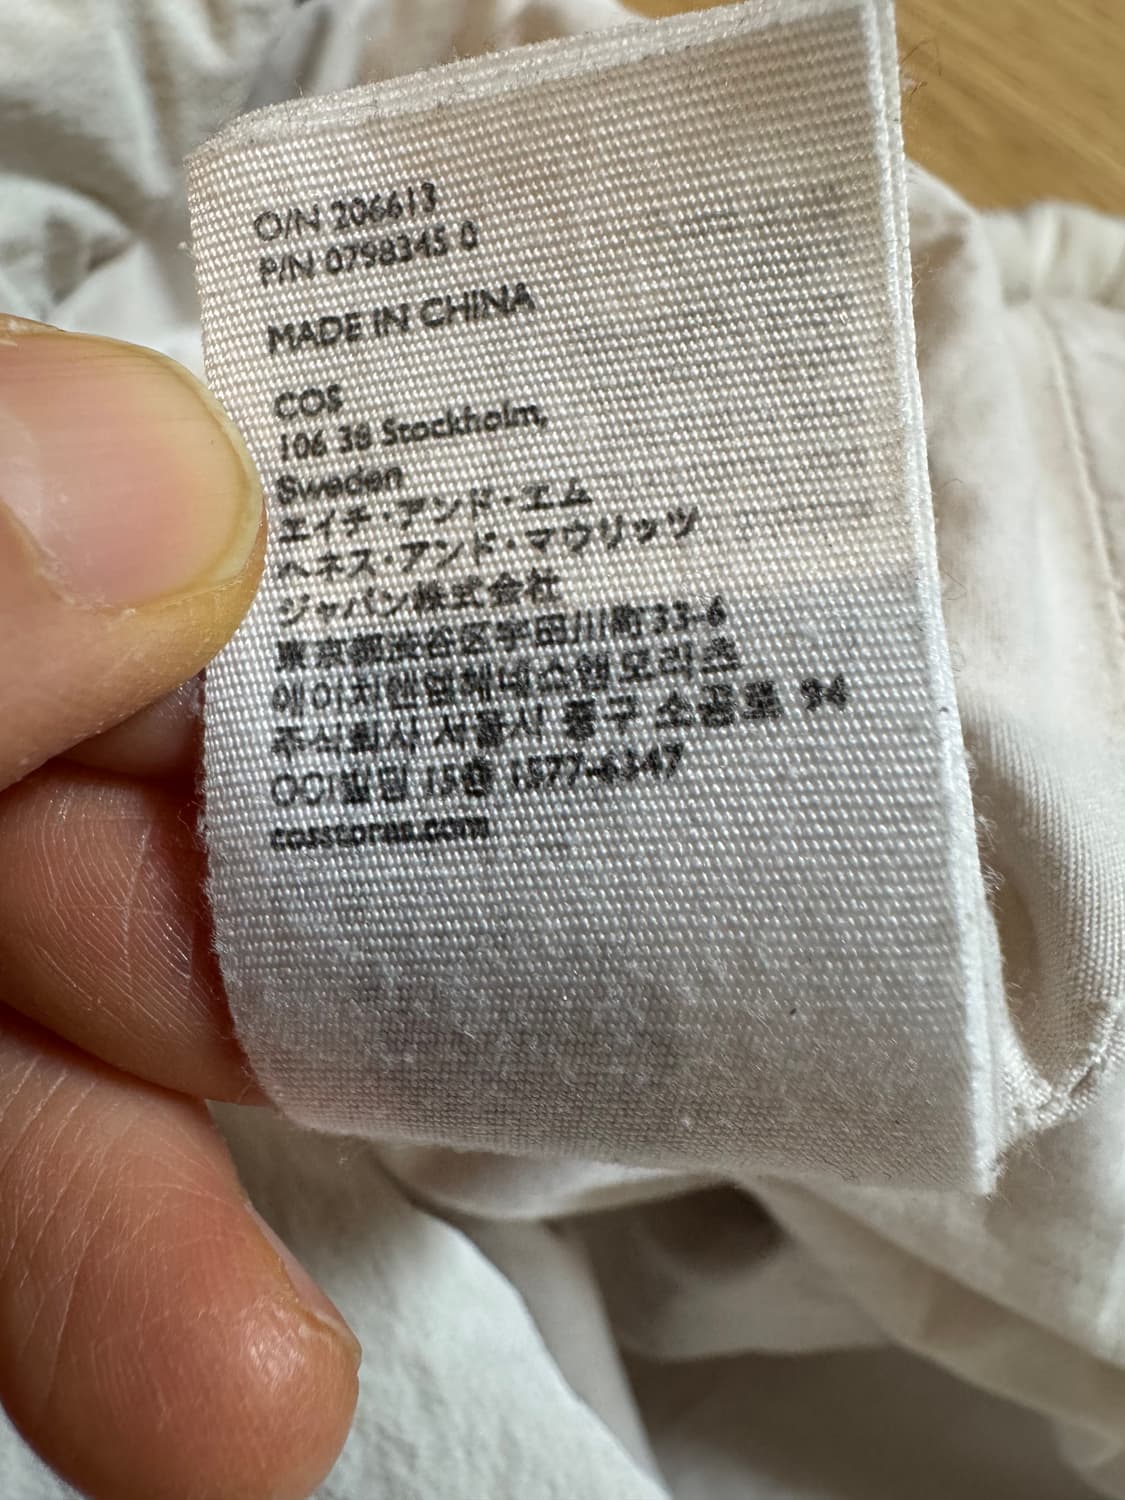 O/N 206613
P/N 0798345 0
MADE IN CHINA
COS
106 38 Stockholm,
Sweden
エイチ・アンド・エム
ヘネス・アンド・マウリッツ
ジャパン株式会社
東京都渋谷区宇田川町33-6
에이치앤엠헤네스앤모리츠
주식회사 서울시 중구 소공로 94
OCI빌딩 15층 1577-6347
cosstores.com